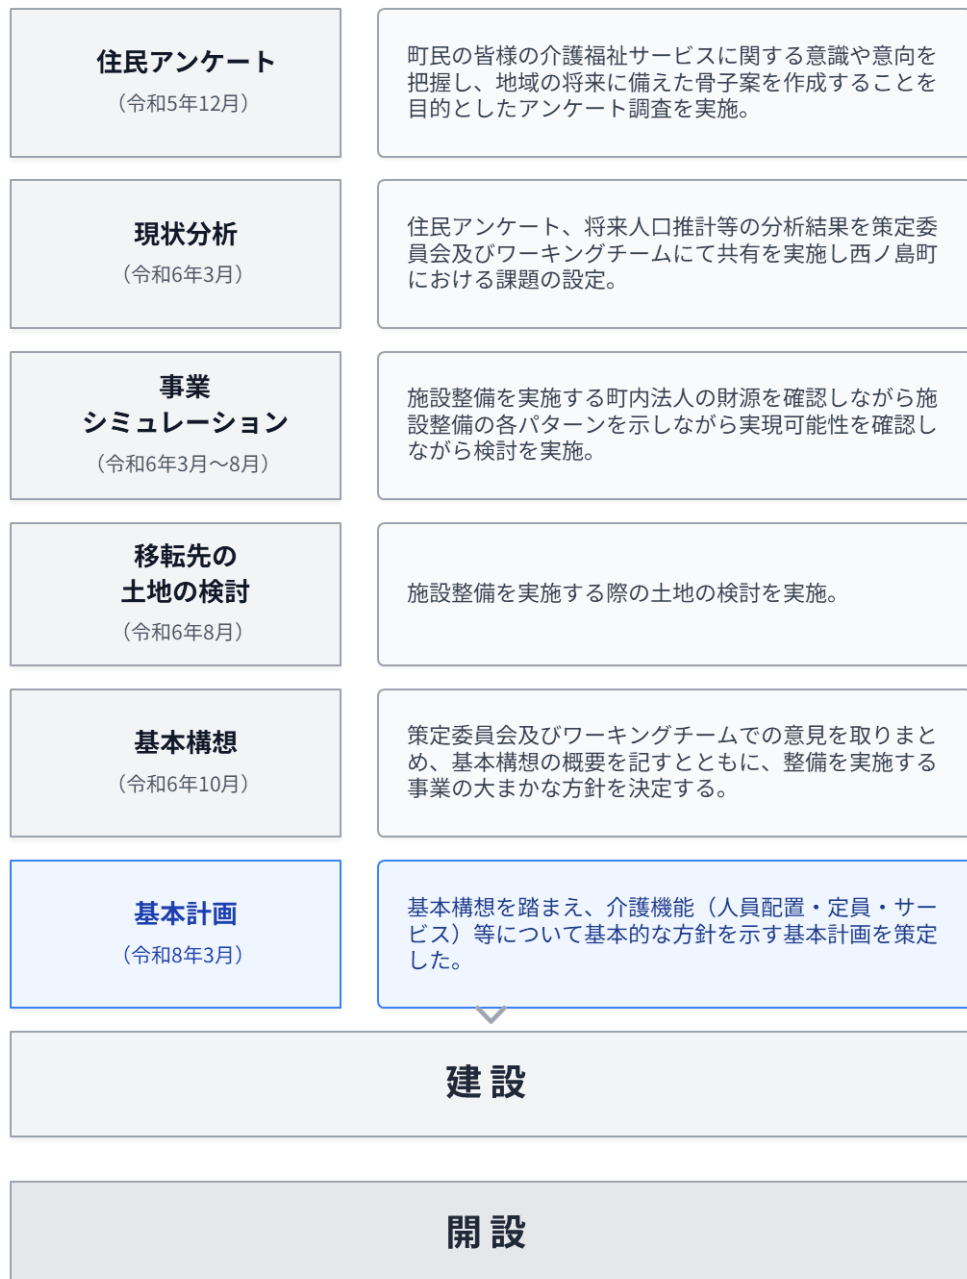 住民アンケート
（令和5年12月）
町民の皆様の介護福祉サービスに関する意識や意向を
把握し、地域の将来に備えた骨子案を作成することを
目的としたアンケート調査を実施。
現状分析
（令和6年3月）
住民アンケート、将来人口推計等の分析結果を策定委
員会及びワーキングチームにて共有を実施し西ノ島町
における課題の設定。
事業
シミュレーション
（令和6年3月～8月）
施設整備を実施する町内法人の財源を確認しながら施
設整備の各パターンを示しながら実現可能性を確認し
ながら検討を実施。
移転先の
土地の検討
（令和6年8月）
施設整備を実施する際の土地の検討を実施。
基本構想
（令和6年10月）
策定委員会及びワーキングチームでの意見を取りまと
め、基本構想の概要を記すとともに、整備を実施する
事業の大まかな方針を決定する。
基本計画
（令和8年3月）
基本構想を踏まえ、介護機能（人員配置・定員・サー
ビス）等について基本的な方針を示す基本計画を策定
した。
建設
開設